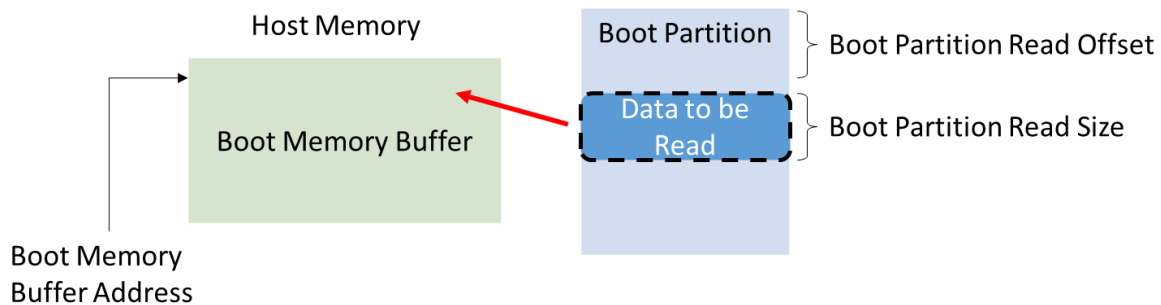 Host Memory
Boot Partition
Boot Partition Read Offset
Boot Memory Buffer
Data to be
Read
Boot Partition Read Size
Boot Memory
Buffer Address